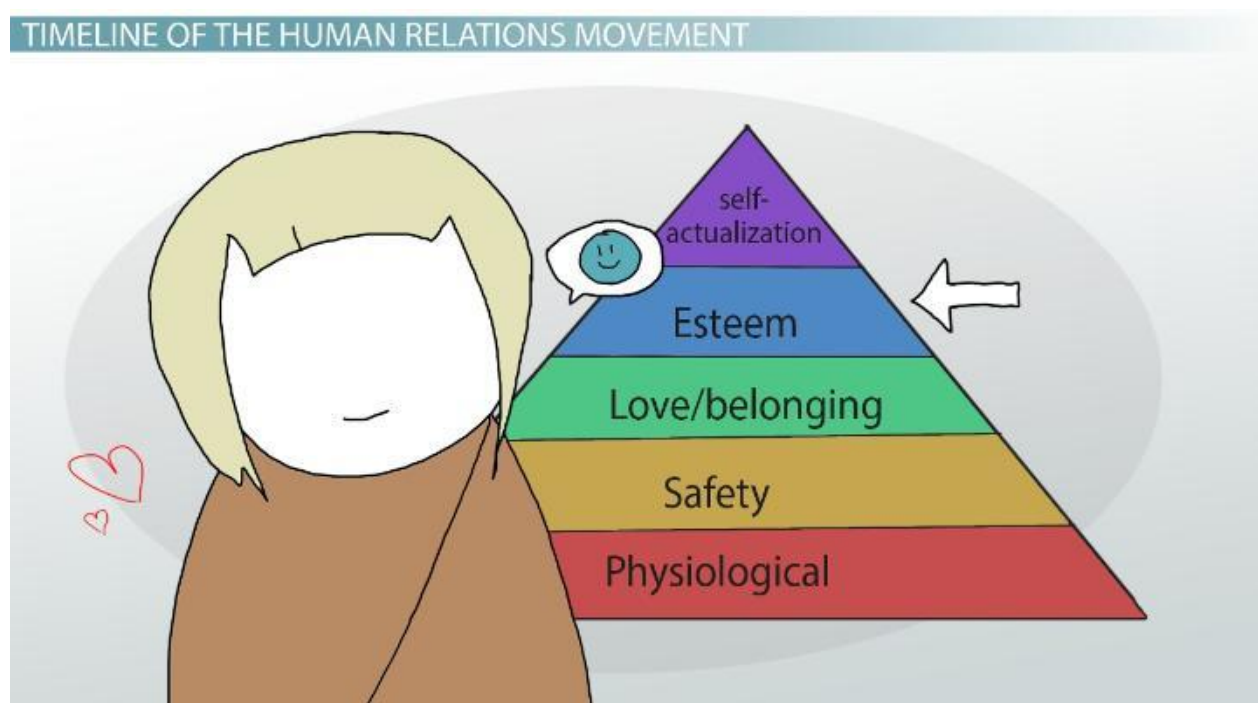 TIMELINE OF THE HUMAN RELATIONS MOVEMENT
self-
actualization
Esteem
Love/belonging
Safety
Physiological